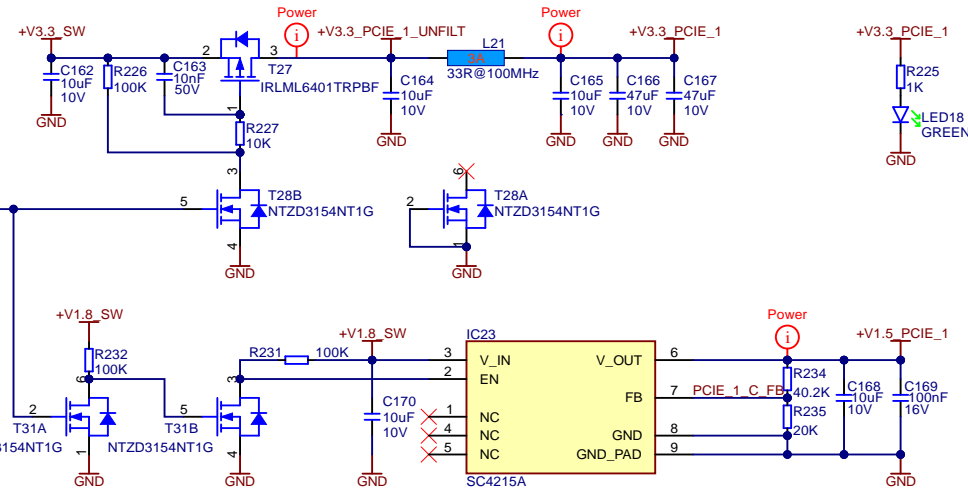 Power
Power
+V3.3_SW
+V3.3_PCIE_1_UNFILT
+V3.3_PCIE_1
+V3.3_PCIE_1
2
3
1
T27
IRLML6401TRPBF
C162
10uF
10V
R226
100K
C163
10nF
50V
L21
3A
33R@100MHz
C164
10uF
10V
C165
10uF
10V
C166
47uF
10V
C167
47uF
10V
R225
1K
LED18
GREEN
GND
GND
GND
GND
GND
GND
R227
10K
3
5
4
T28B
NTZD3154NT1G
GND
6
2
1
T28A
NTZD3154NT1G
GND
+V1.8_SW
R232
100K
6
2
1
T31A
3154NT1G
GND
3
5
4
T31B
NTZD3154NT1G
GND
R231
100K
+V1.8_SW
C170
10uF
10V
GND
IC23
3
V_IN
V_OUT
6
2
EN
FB
7
1
NC
4
NC
GND
8
5
NC
GND_PAD
9
SC4215A
PCIE_1_C_FB
Power
+V1.5_PCIE_1
R234
40.2K
R235
20K
C168
10uF
10V
C169
100nF
16V
GND